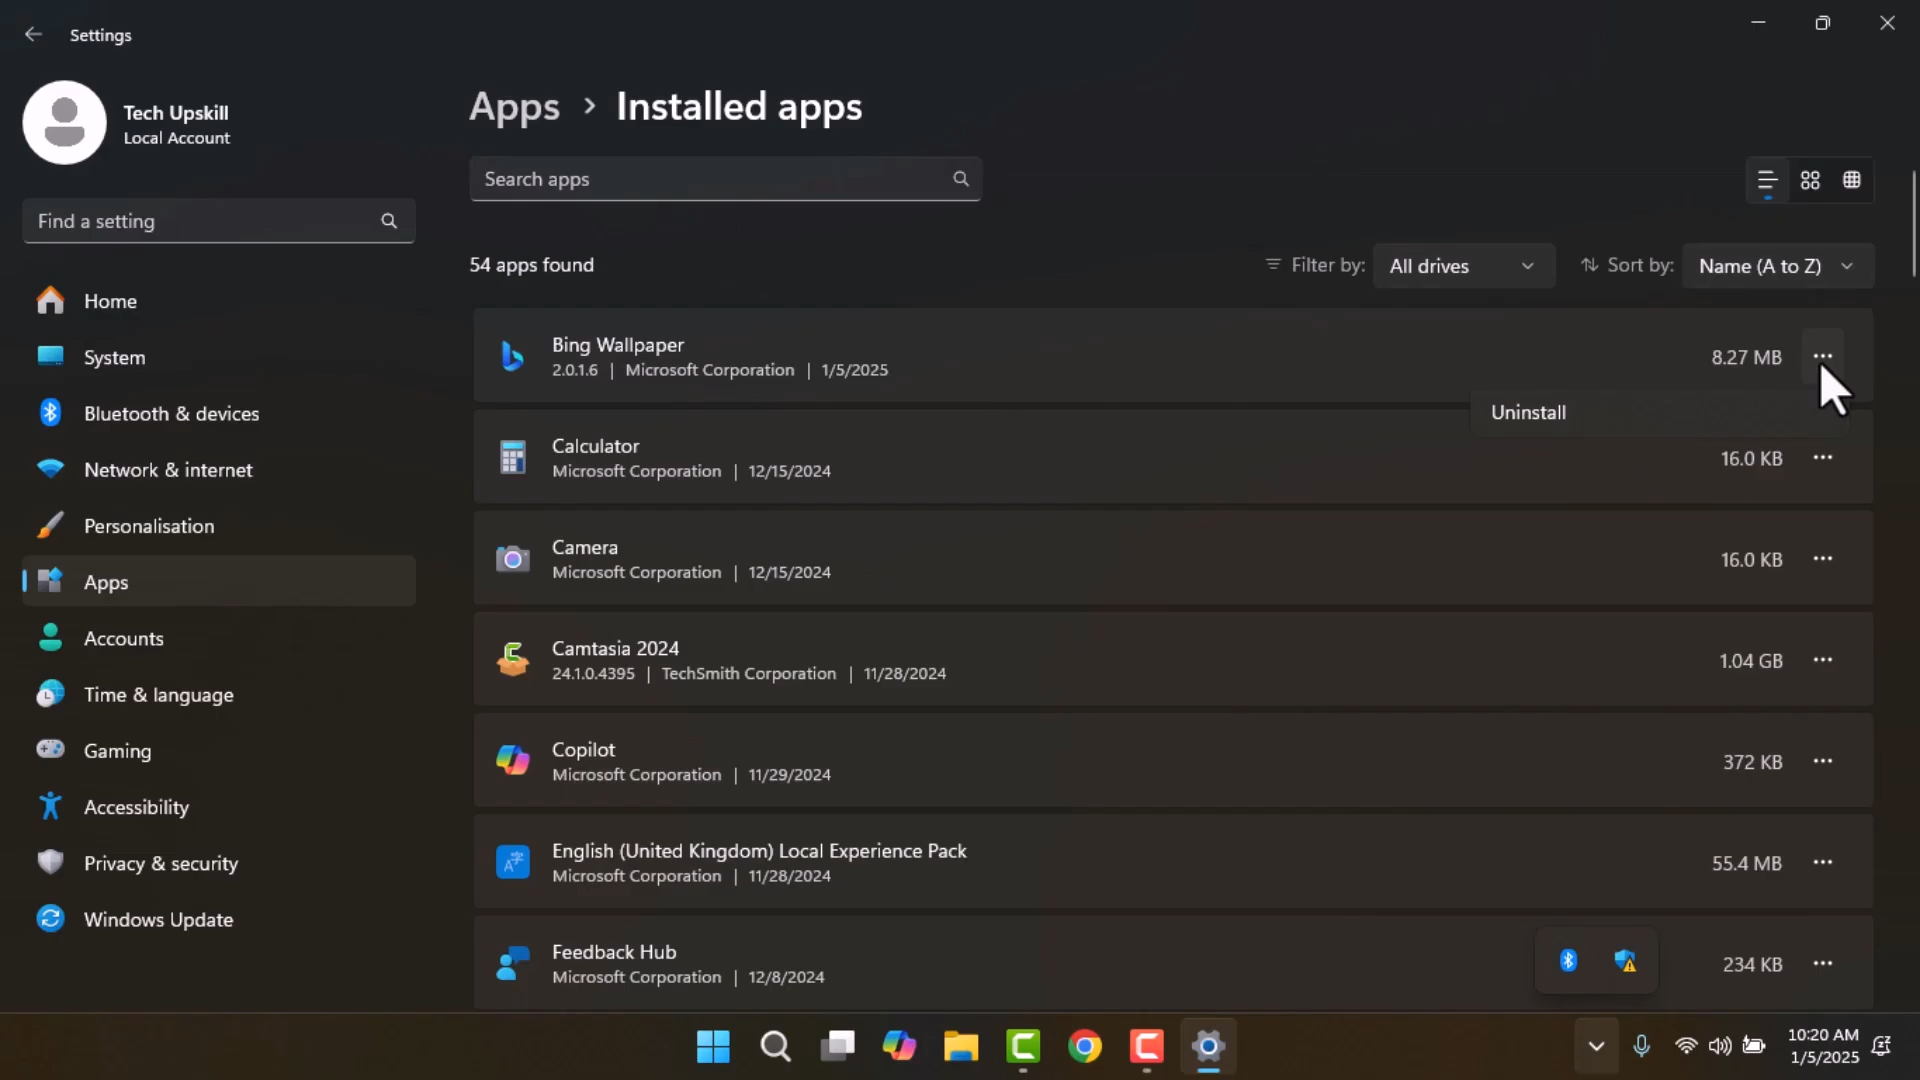 Settings
Tech Upskill
Local Account
Find a setting
Home
System
Bluetooth & devices
Network & internet
Personalisation
Apps
Accounts
Time & language
Gaming
Accessibility
Privacy & security
Windows Update
Apps > Installed apps
Search apps
54 apps found
Filter by: All drives
Sort by: Name (A to Z)
Bing Wallpaper
2.0.1.6 | Microsoft Corporation | 1/5/2025
8.27 MB
Uninstall
Calculator
Microsoft Corporation | 12/15/2024
16.0 KB
Camera
Microsoft Corporation | 12/15/2024
16.0 KB
Camtasia 2024
24.1.0.4395 | TechSmith Corporation | 11/28/2024
1.04 GB
Copilot
Microsoft Corporation | 11/29/2024
372 KB
English (United Kingdom) Local Experience Pack
Microsoft Corporation | 11/28/2024
55.4 MB
Feedback Hub
Microsoft Corporation | 12/8/2024
234 KB
10:20 AM
1/5/2025